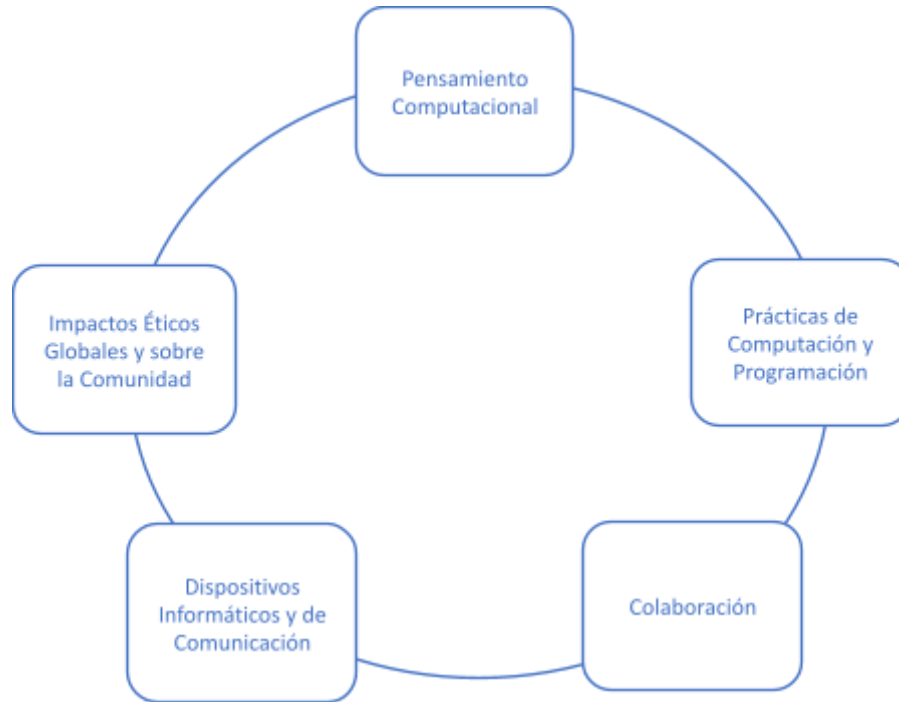 Pensamiento
Computacional
Impactos Éticos
Globales y sobre
la Comunidad
Prácticas de
Computación y
Programación
Dispositivos
Informáticos y de
Comunicación
Colaboración